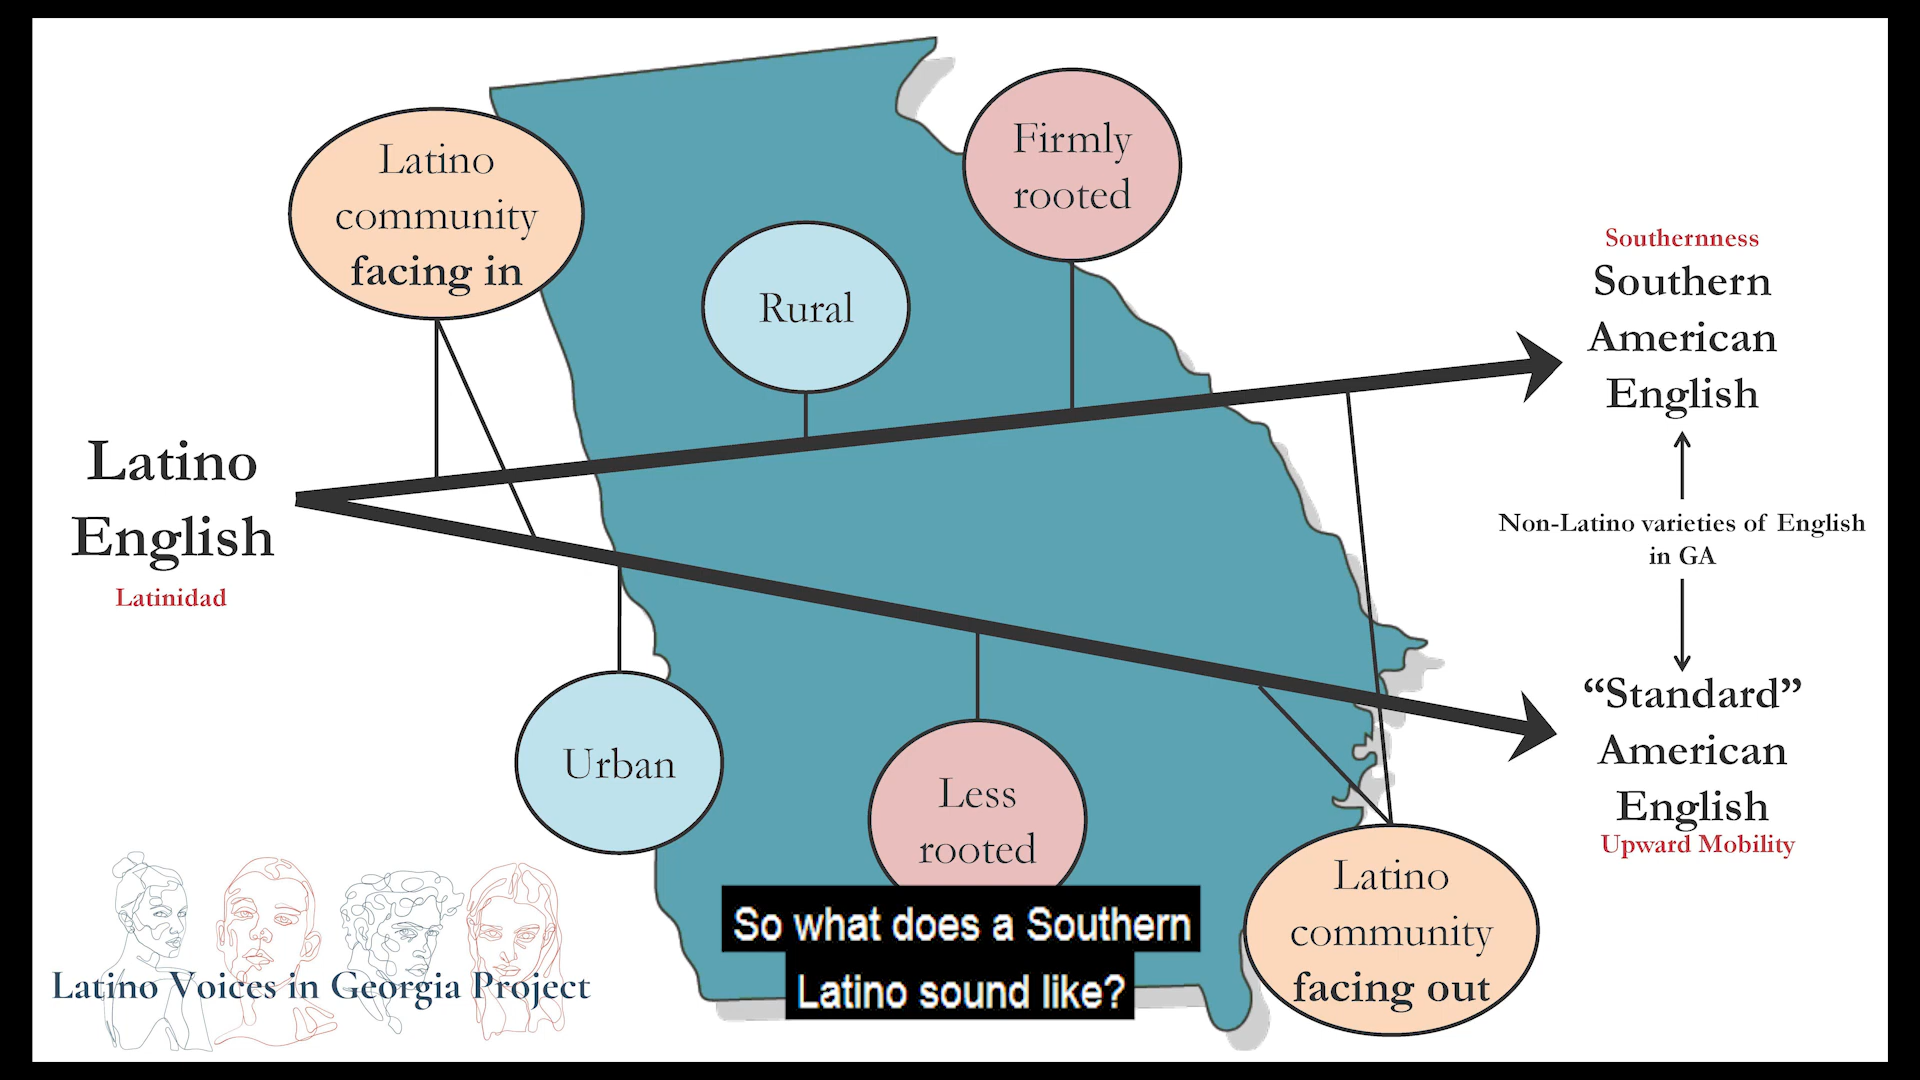 Latino
community
facing in
Firmly
rooted
Rural
Southernness
Southern
American
English
Latino
English
Latinidad
Non-Latino varieties of English
in GA
Urban
Less
rooted
“Standard”
American
English
Upward Mobility
Latino
community
facing out
Latino Voices in Georgia Project
So what does a Southern
Latino sound like?